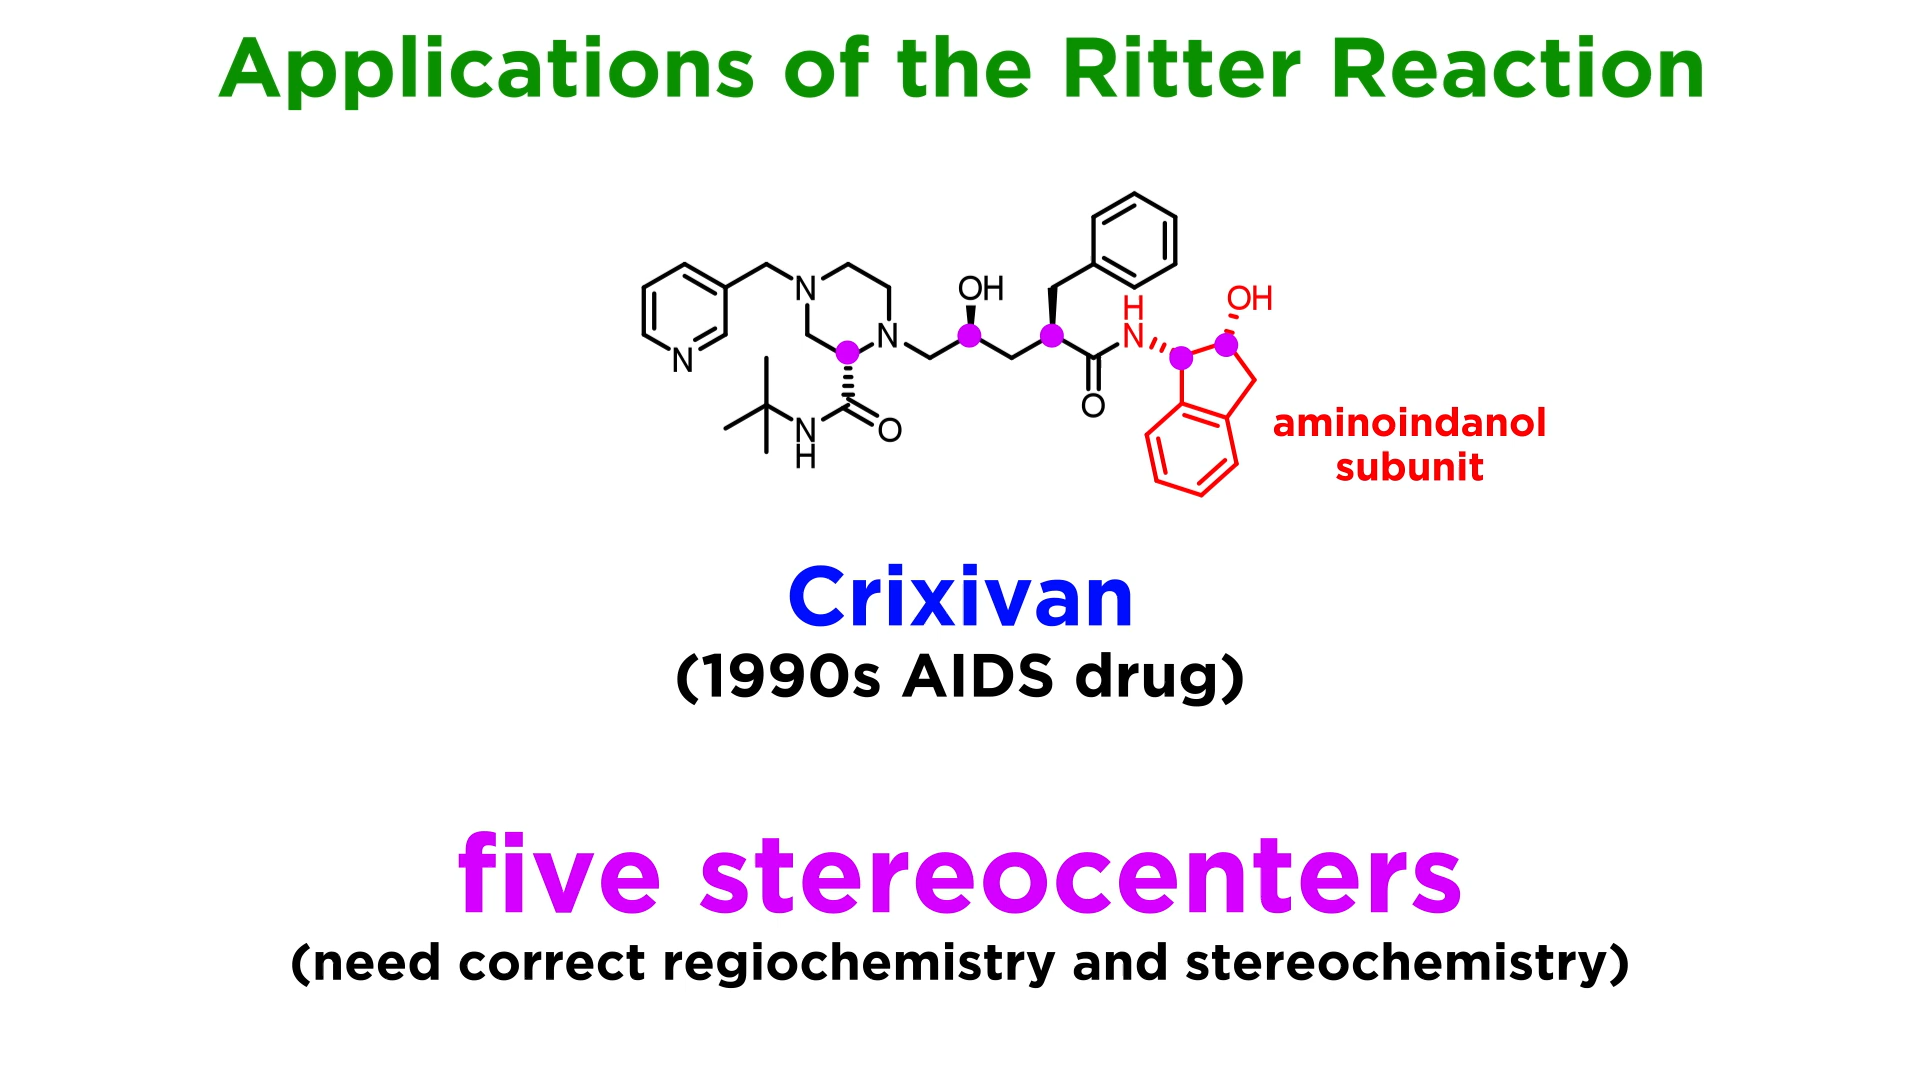 Applications of the Ritter Reaction
OH
H
N
OH
N
N
N
O
N
H
O
aminoindanol
subunit
Crixivan
(1990s AIDS drug)
five stereocenters
(need correct regiochemistry and stereochemistry)